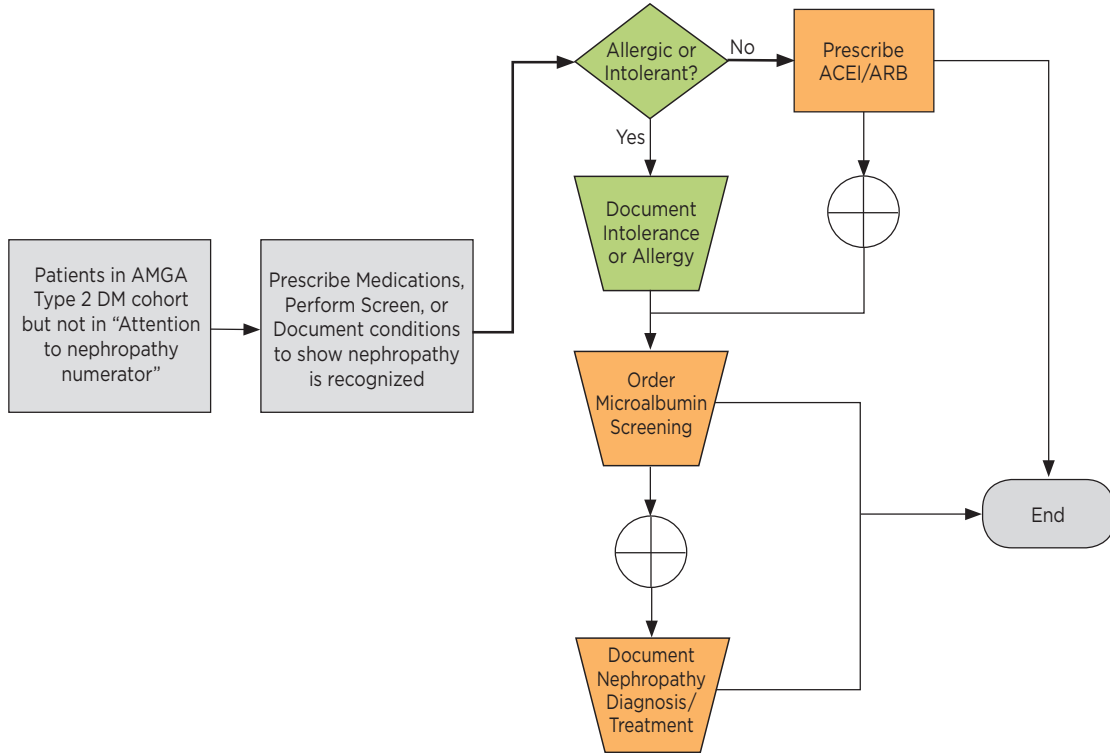 Patients in AMGA
Type 2 DM cohort
but not in “Attention
to nephropathy
numerator”
Prescribe Medications,
Perform Screen, or
Document conditions
to show nephropathy
is recognized
Allergic or
Intolerant?
No
Yes
Prescribe
ACEI/ARB
Document
Intolerance
or Allergy
Order
Microalbumin
Screening
Document
Nephropathy
Diagnosis/
Treatment
End